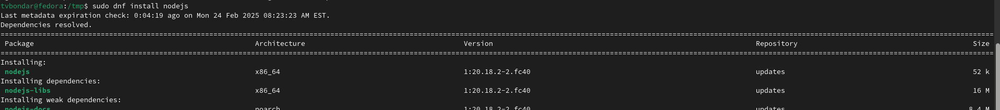 tvbondar@fedora:/tmp$ sudo dnf install nodejs
Last metadata expiration check: 0:04:19 ago on Mon 24 Feb 2025 08:23:23 AM EST.
Dependencies resolved.
================================================================================
Package Architecture Version Repository Size
================================================================================
Installing:
nodejs x86_64 1:20.18.2-2.fc40 updates 52 k
Installing dependencies:
nodejs-libs x86_64 1:20.18.2-2.fc40 updates 16 M
Installing weak dependencies:
nodejs-docs noarch 1:20.18.2-2.fc40 updates 8.4 M